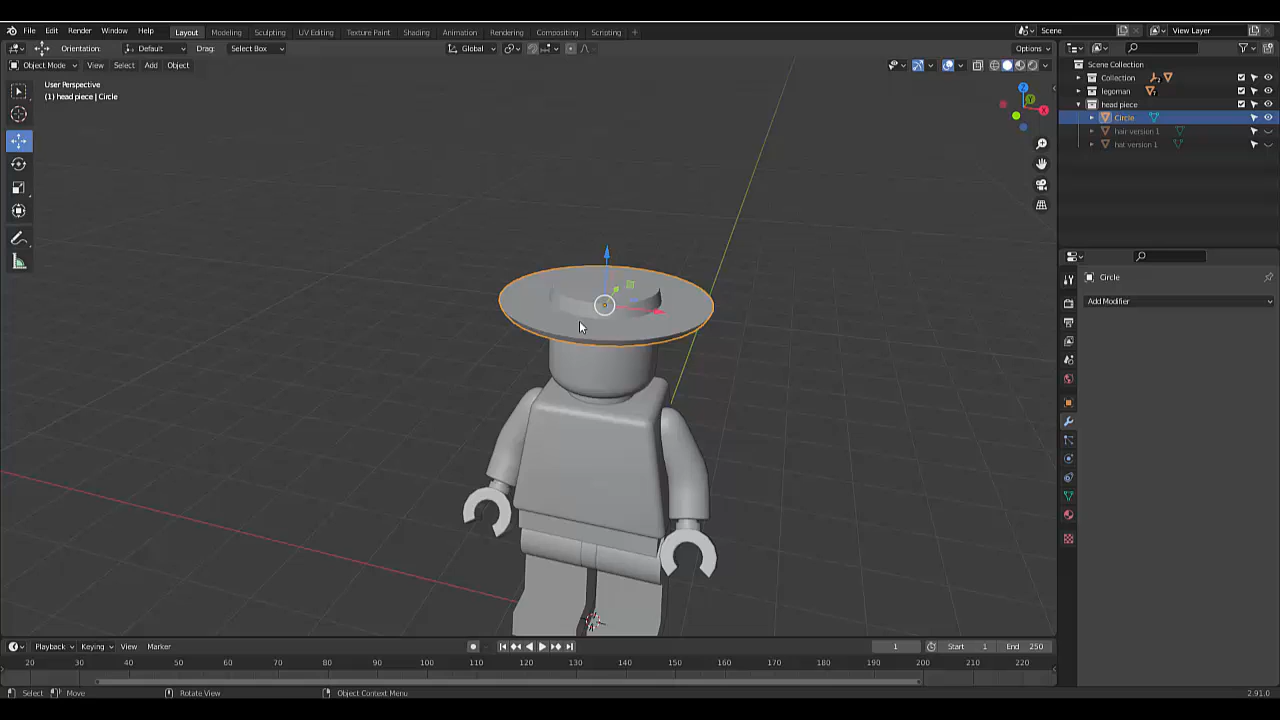 File Edit Render Window Help Layout Modeling Sculpting UV Editing Texture Paint Shading Animation Rendering Compositing Scripting + Scene View Layer
Orientation: Default Drag: Select Box Global Options
Object Mode View Select Add Object
User Perspective
(1) head piece | Circle
Scene Collection
Collection
legoman
head piece
Circle
hair version 1
hat version 1
Circle
Add Modifier
Z
Y
X
Playback Keying View Marker 1 Start 1 End 250
20 30 40 50 60 70 80 90 100 110 120 130 140 150 160 170 180 190 200 210 220
Select Move Rotate View Object Context Menu 2.91.0